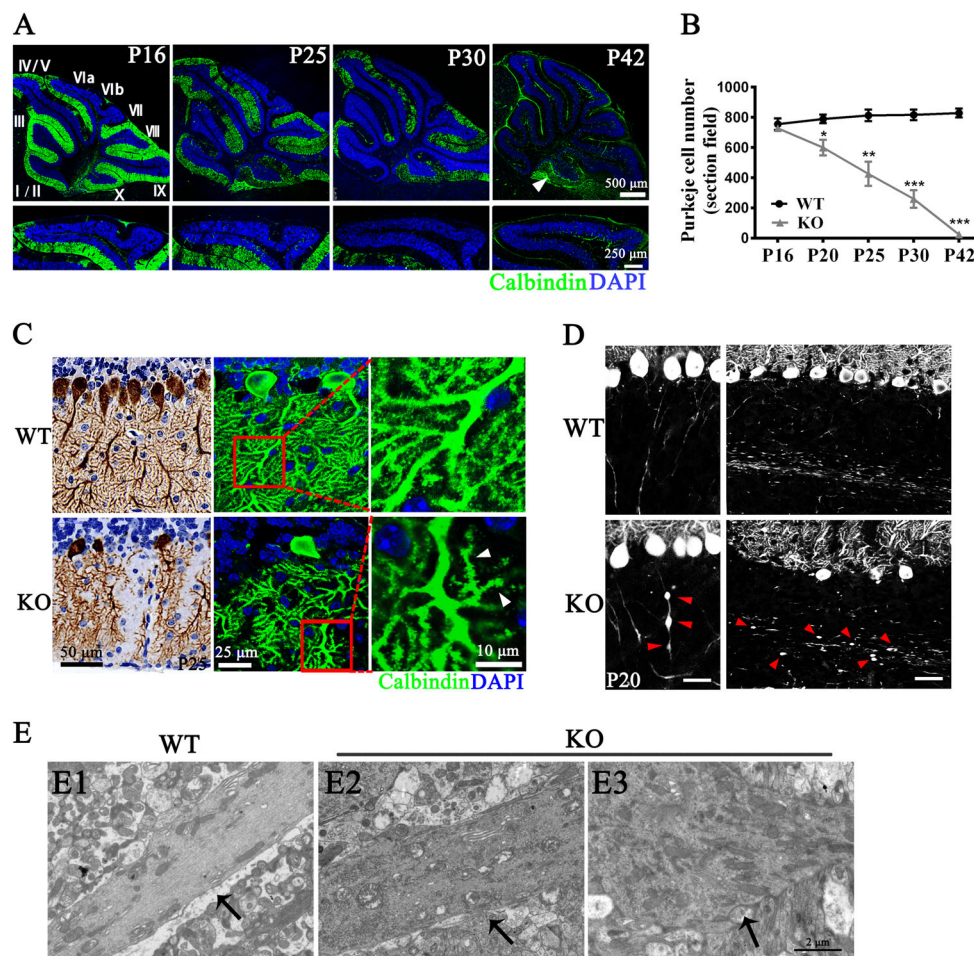 A
P16
P25
P30
P42
IV / V
VIa
VIb
VII
VIII
III
I / II
X
IX
500 μm
250 μm
Calbindin DAPI
B
Purkeje cell number
(section field)
1000
800
600
400
200
0
WT
KO
*
**
***
***
P16 P20 P25 P30 P42
C
WT
KO
50 μm
P25
25 μm
10 μm
Calbindin DAPI
D
WT
KO
P20
E
WT
KO
E1
E2
E3
2 μm